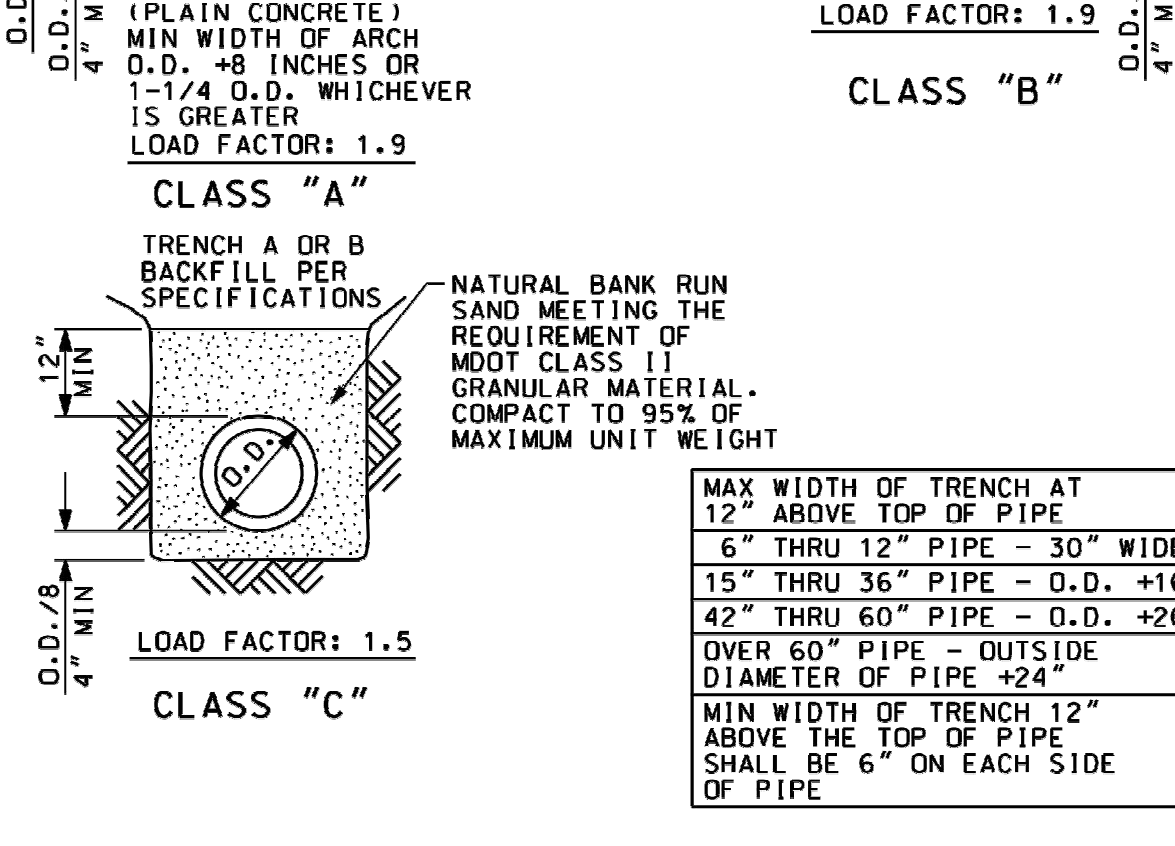 O.D.
4" M
(PLAIN CONCRETE)
MIN WIDTH OF ARCH
O.D. +8 INCHES OR
1-1/4 O.D. WHICHEVER
IS GREATER
LOAD FACTOR: 1.9
CLASS "A"
LOAD FACTOR: 1.9
CLASS "B"
O.D.
4" M
TRENCH A OR B
BACKFILL PER
SPECIFICATIONS
NATURAL BANK RUN
SAND MEETING THE
REQUIREMENT OF
MDOT CLASS II
GRANULAR MATERIAL.
COMPACT TO 95% OF
MAXIMUM UNIT WEIGHT
12"
MIN
O.D.
O.D./8
4" MIN
LOAD FACTOR: 1.5
CLASS "C"
MAX WIDTH OF TRENCH AT
12" ABOVE TOP OF PIPE
6" THRU 12" PIPE - 30" WIDE
15" THRU 36" PIPE - O.D.
42" THRU 60" PIPE - O.D.
OVER 60" PIPE - OUTSIDE
DIAMETER OF PIPE +24"
MIN WIDTH OF TRENCH 12"
ABOVE THE TOP OF PIPE
SHALL BE 6" ON EACH SIDE
OF PIPE